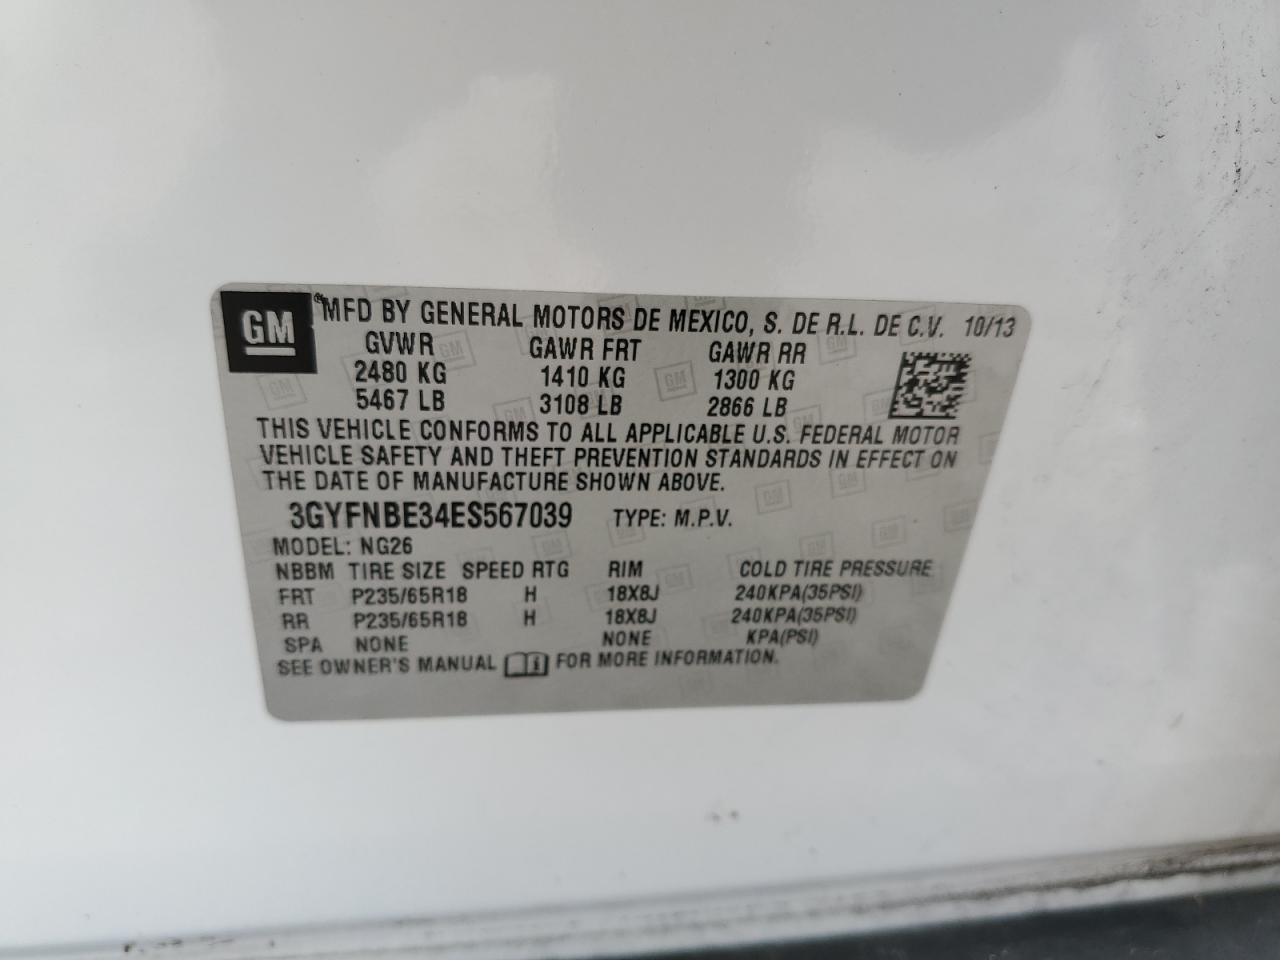 GM
®MFD BY GENERAL MOTORS DE MEXICO, S. DE R.L. DE C.V. 10/13
GVWR GAWR FRT GAWR RR
2480 KG 1410 KG 1300 KG
5467 LB 3108 LB 2866 LB
THIS VEHICLE CONFORMS TO ALL APPLICABLE U.S. FEDERAL MOTOR
VEHICLE SAFETY AND THEFT PREVENTION STANDARDS IN EFFECT ON
THE DATE OF MANUFACTURE SHOWN ABOVE.
3GYFNBE34ES567039 TYPE: M.P.V.
MODEL: NG26
NBBM TIRE SIZE SPEED RTG RIM COLD TIRE PRESSURE
FRT P235/65R18 H 18X8J 240KPA(35PSI)
RR P235/65R18 H 18X8J 240KPA(35PSI)
SPA NONE NONE KPA(PSI)
SEE OWNER'S MANUAL i FOR MORE INFORMATION.